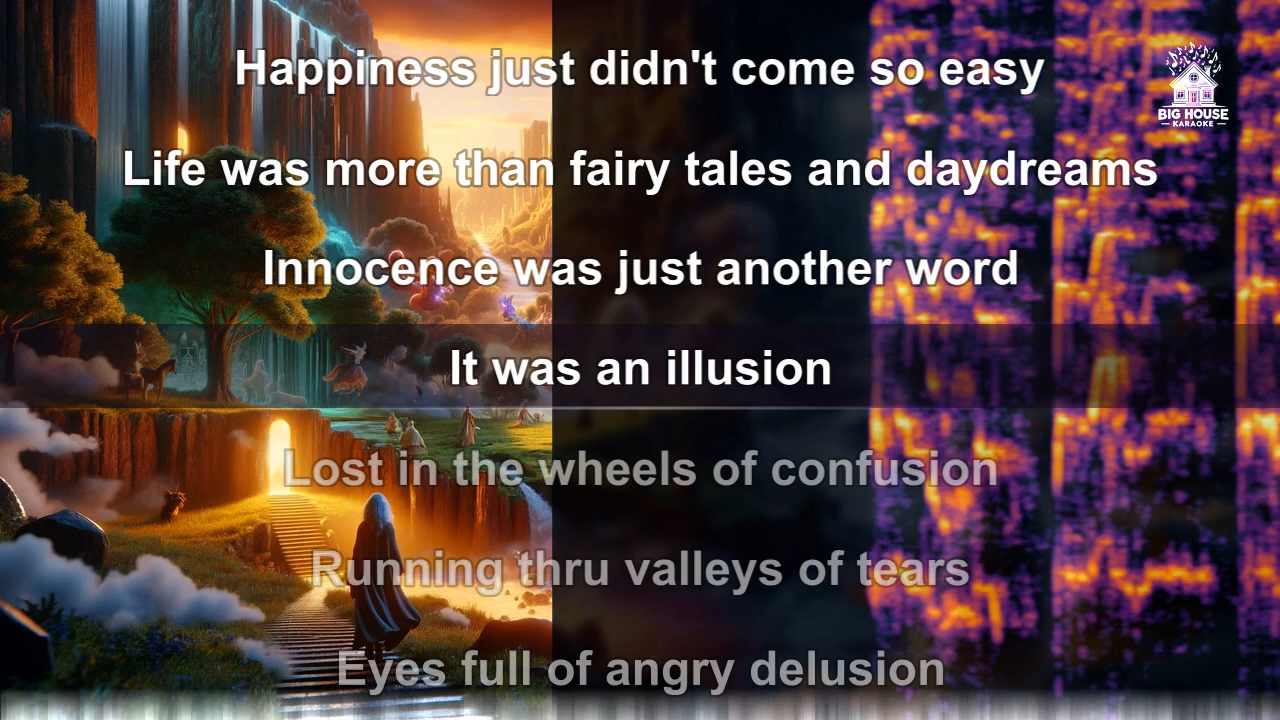 Happiness just didn't come so easy
BIG HOUSE
KARAOKE
Life was more than fairy tales and daydreams
Innocence was just another word
It was an illusion
Lost in the wheels of confusion
Running thru valleys of tears
Eyes full of angry delusion